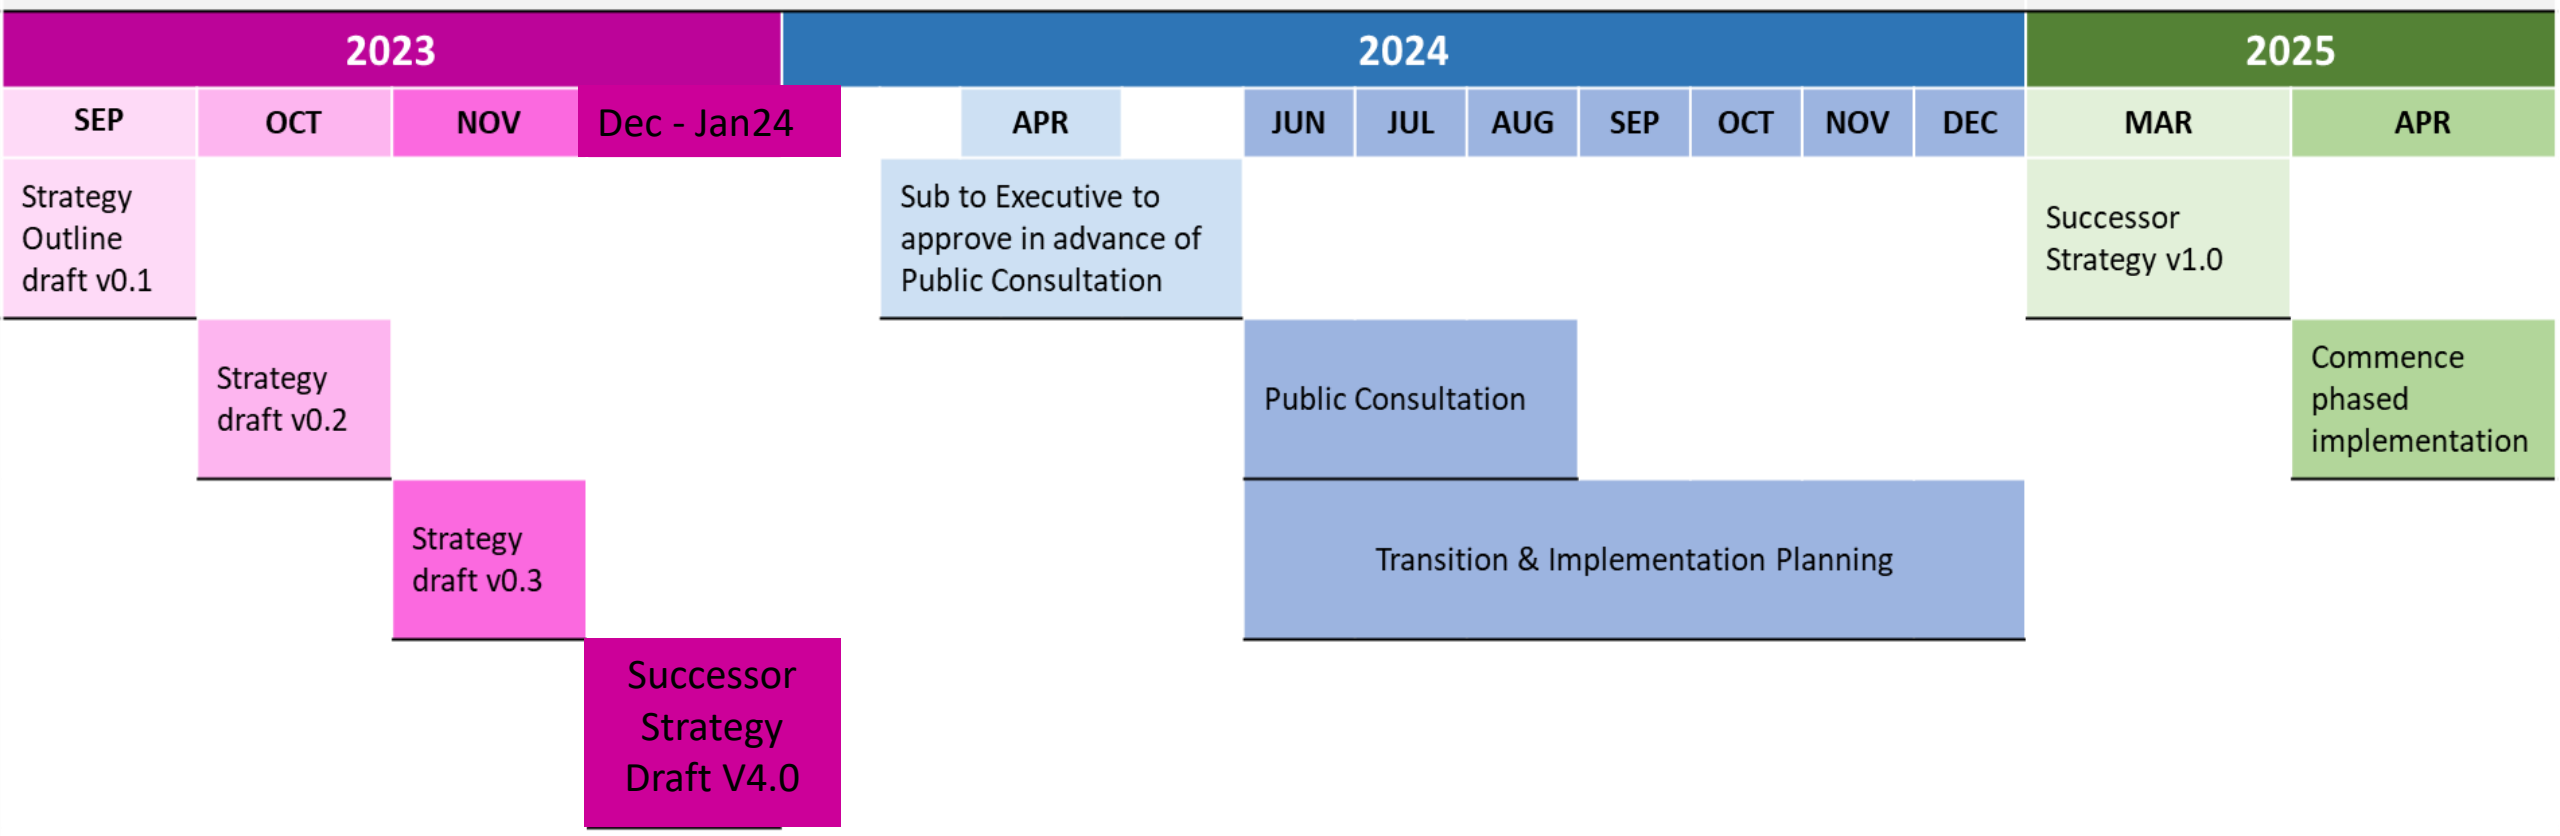 2023 2024 2025
SEP OCT NOV Dec - Jan24 APR JUN JUL AUG SEP OCT NOV DEC MAR APR
Strategy
Outline
draft v0.1
Sub to Executive to
approve in advance of
Public Consultation
Successor
Strategy v1.0
Strategy
draft v0.2
Public Consultation
Commence
phased
implementation
Strategy
draft v0.3
Transition & Implementation Planning
Successor
Strategy
Draft V4.0